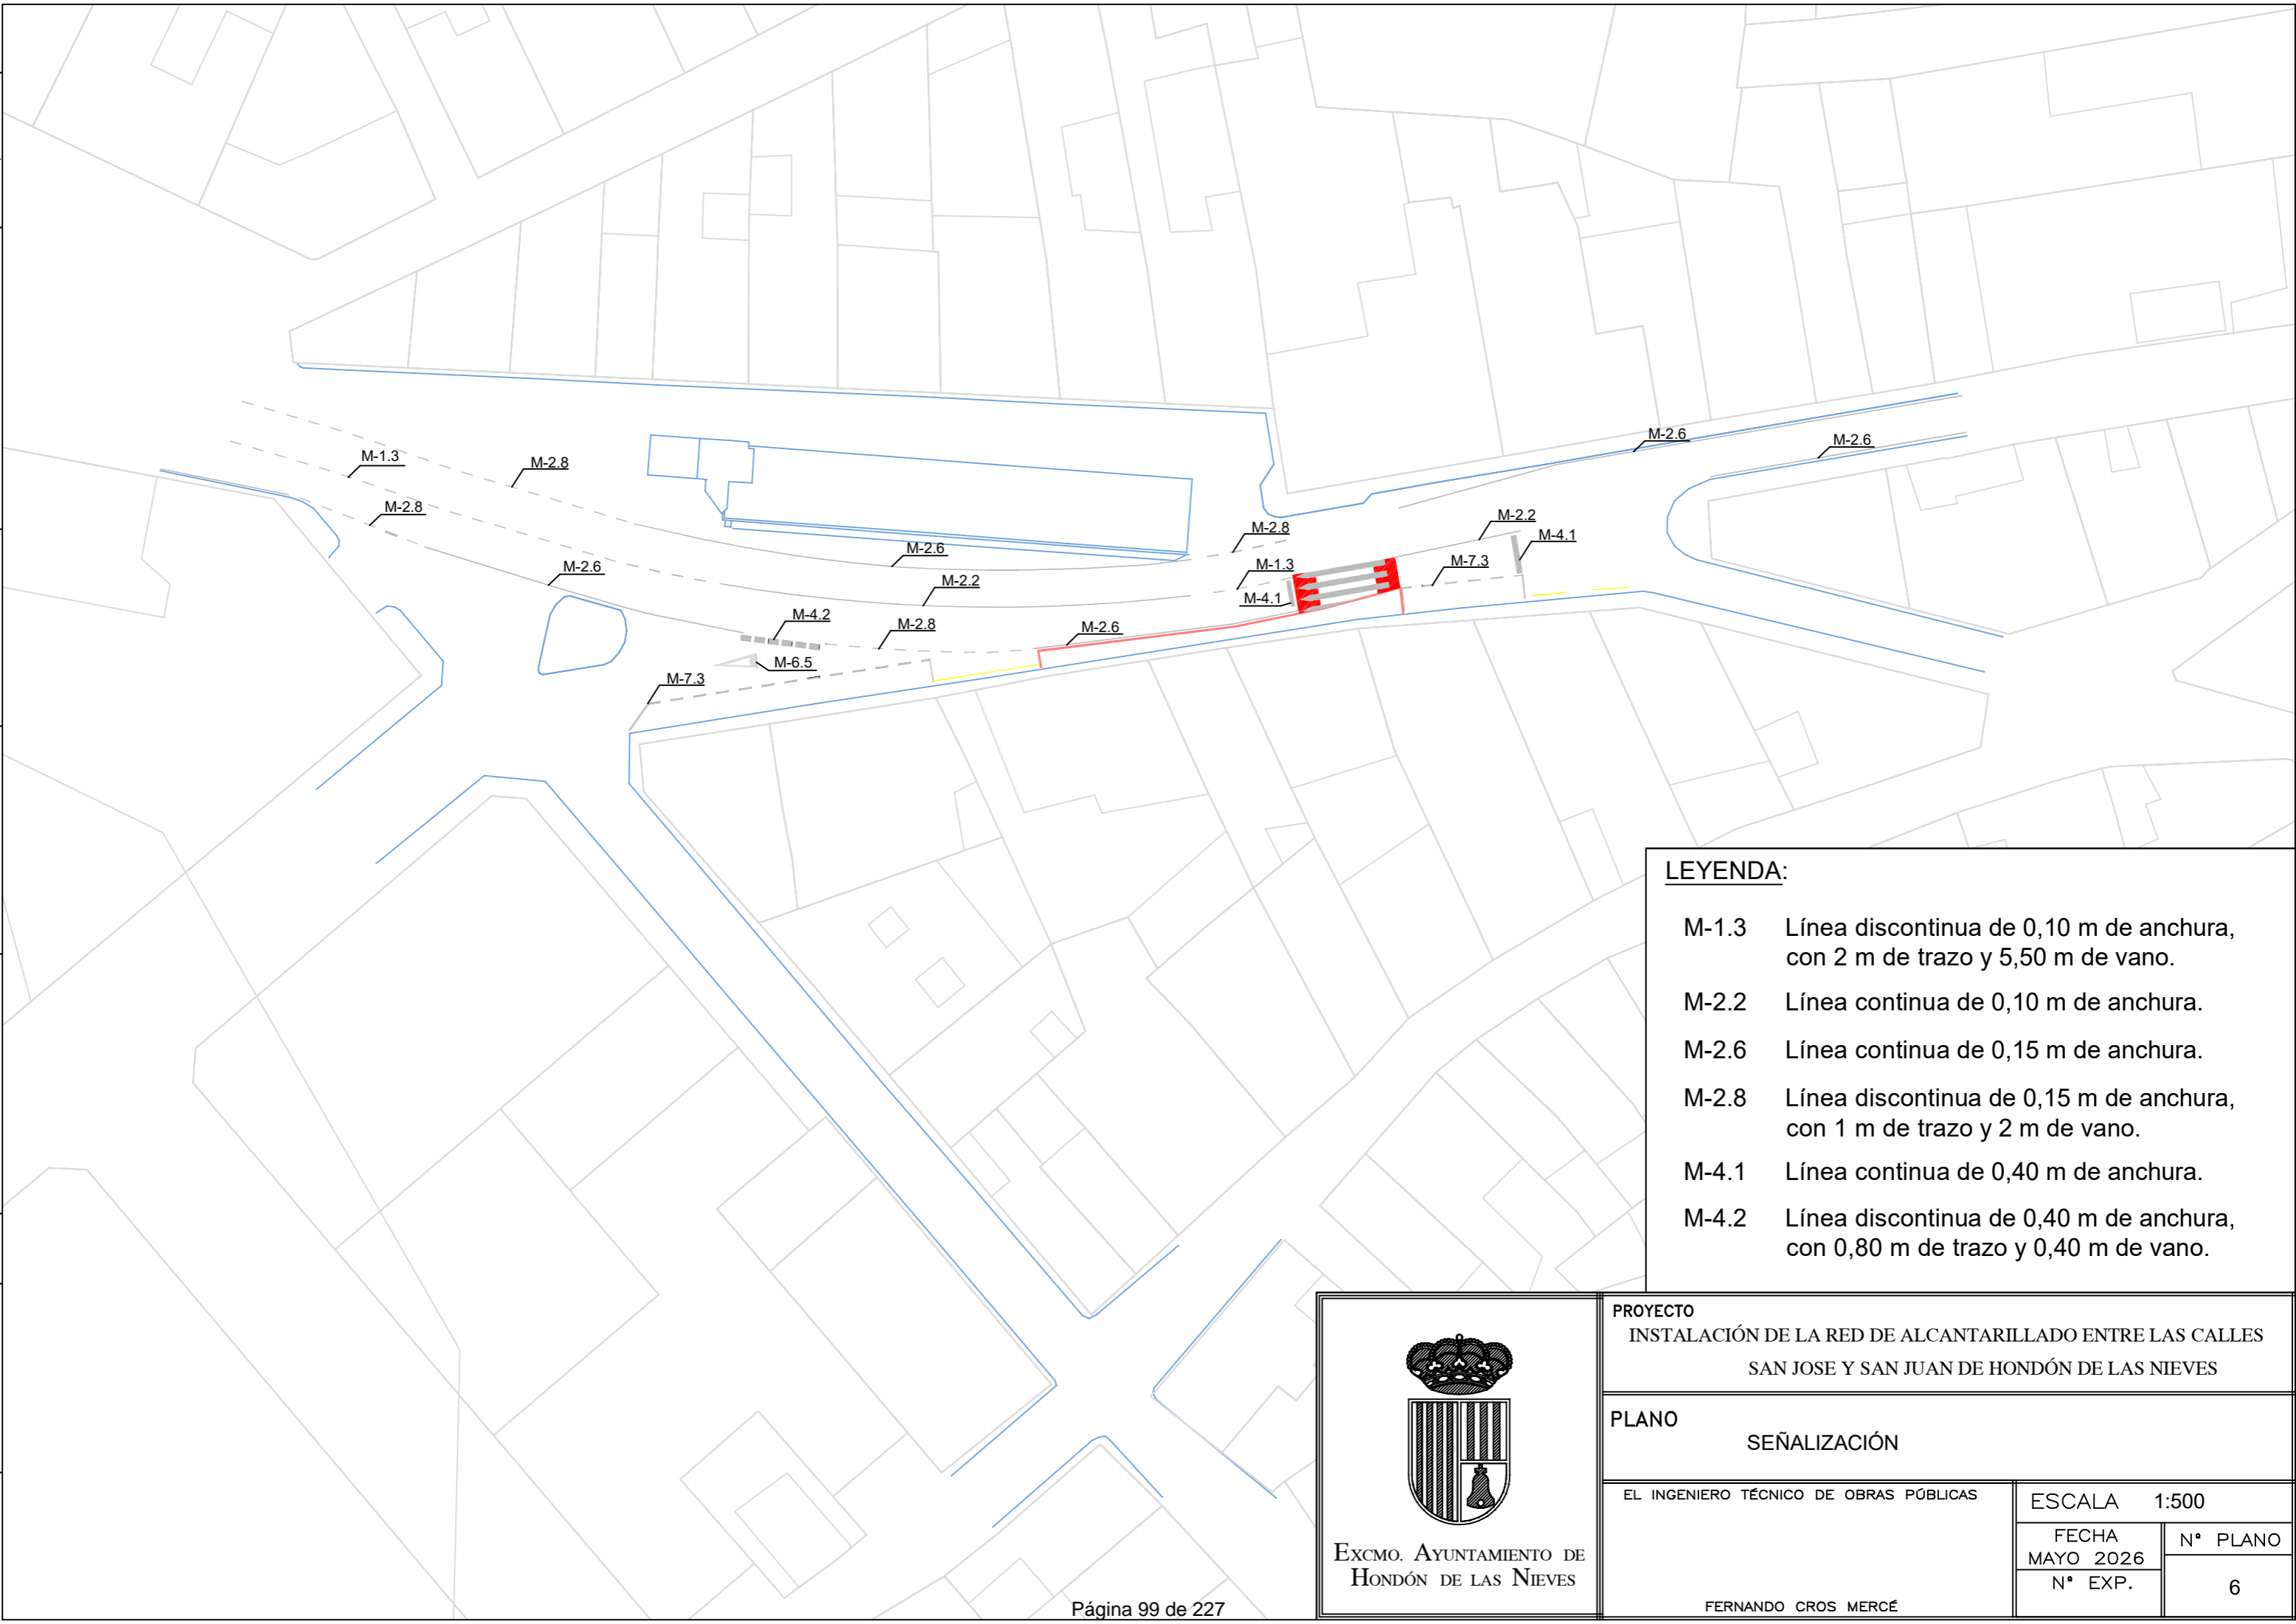 M-2.6
M-2.6
M-1.3
M-2.8
M-2.8
M-2.2
M-2.8
M-4.1
M-2.6
M-7.3
M-2.6
M-1.3
M-2.2
M-4.1
M-4.2
M-2.8
M-2.6
M-6.5
M-7.3
LEYENDA:
M-1.3 Línea discontinua de 0,10 m de anchura,
con 2 m de trazo y 5,50 m de vano.
M-2.2 Línea continua de 0,10 m de anchura.
M-2.6 Línea continua de 0,15 m de anchura.
M-2.8 Línea discontinua de 0,15 m de anchura,
con 1 m de trazo y 2 m de vano.
M-4.1 Línea continua de 0,40 m de anchura.
M-4.2 Línea discontinua de 0,40 m de anchura,
con 0,80 m de trazo y 0,40 m de vano.
PROYECTO
INSTALACIÓN DE LA RED DE ALCANTARILLADO ENTRE LAS CALLES
SAN JOSE Y SAN JUAN DE HONDÓN DE LAS NIEVES
PLANO
SEÑALIZACIÓN
EL INGENIERO TÉCNICO DE OBRAS PÚBLICAS
FERNANDO CROS MERCÉ
ESCALA 1:500
FECHA
MAYO 2026
Nº EXP.
Nº PLANO
6
EXCMO. AYUNTAMIENTO DE
HONDÓN DE LAS NIEVES
Página 99 de 227